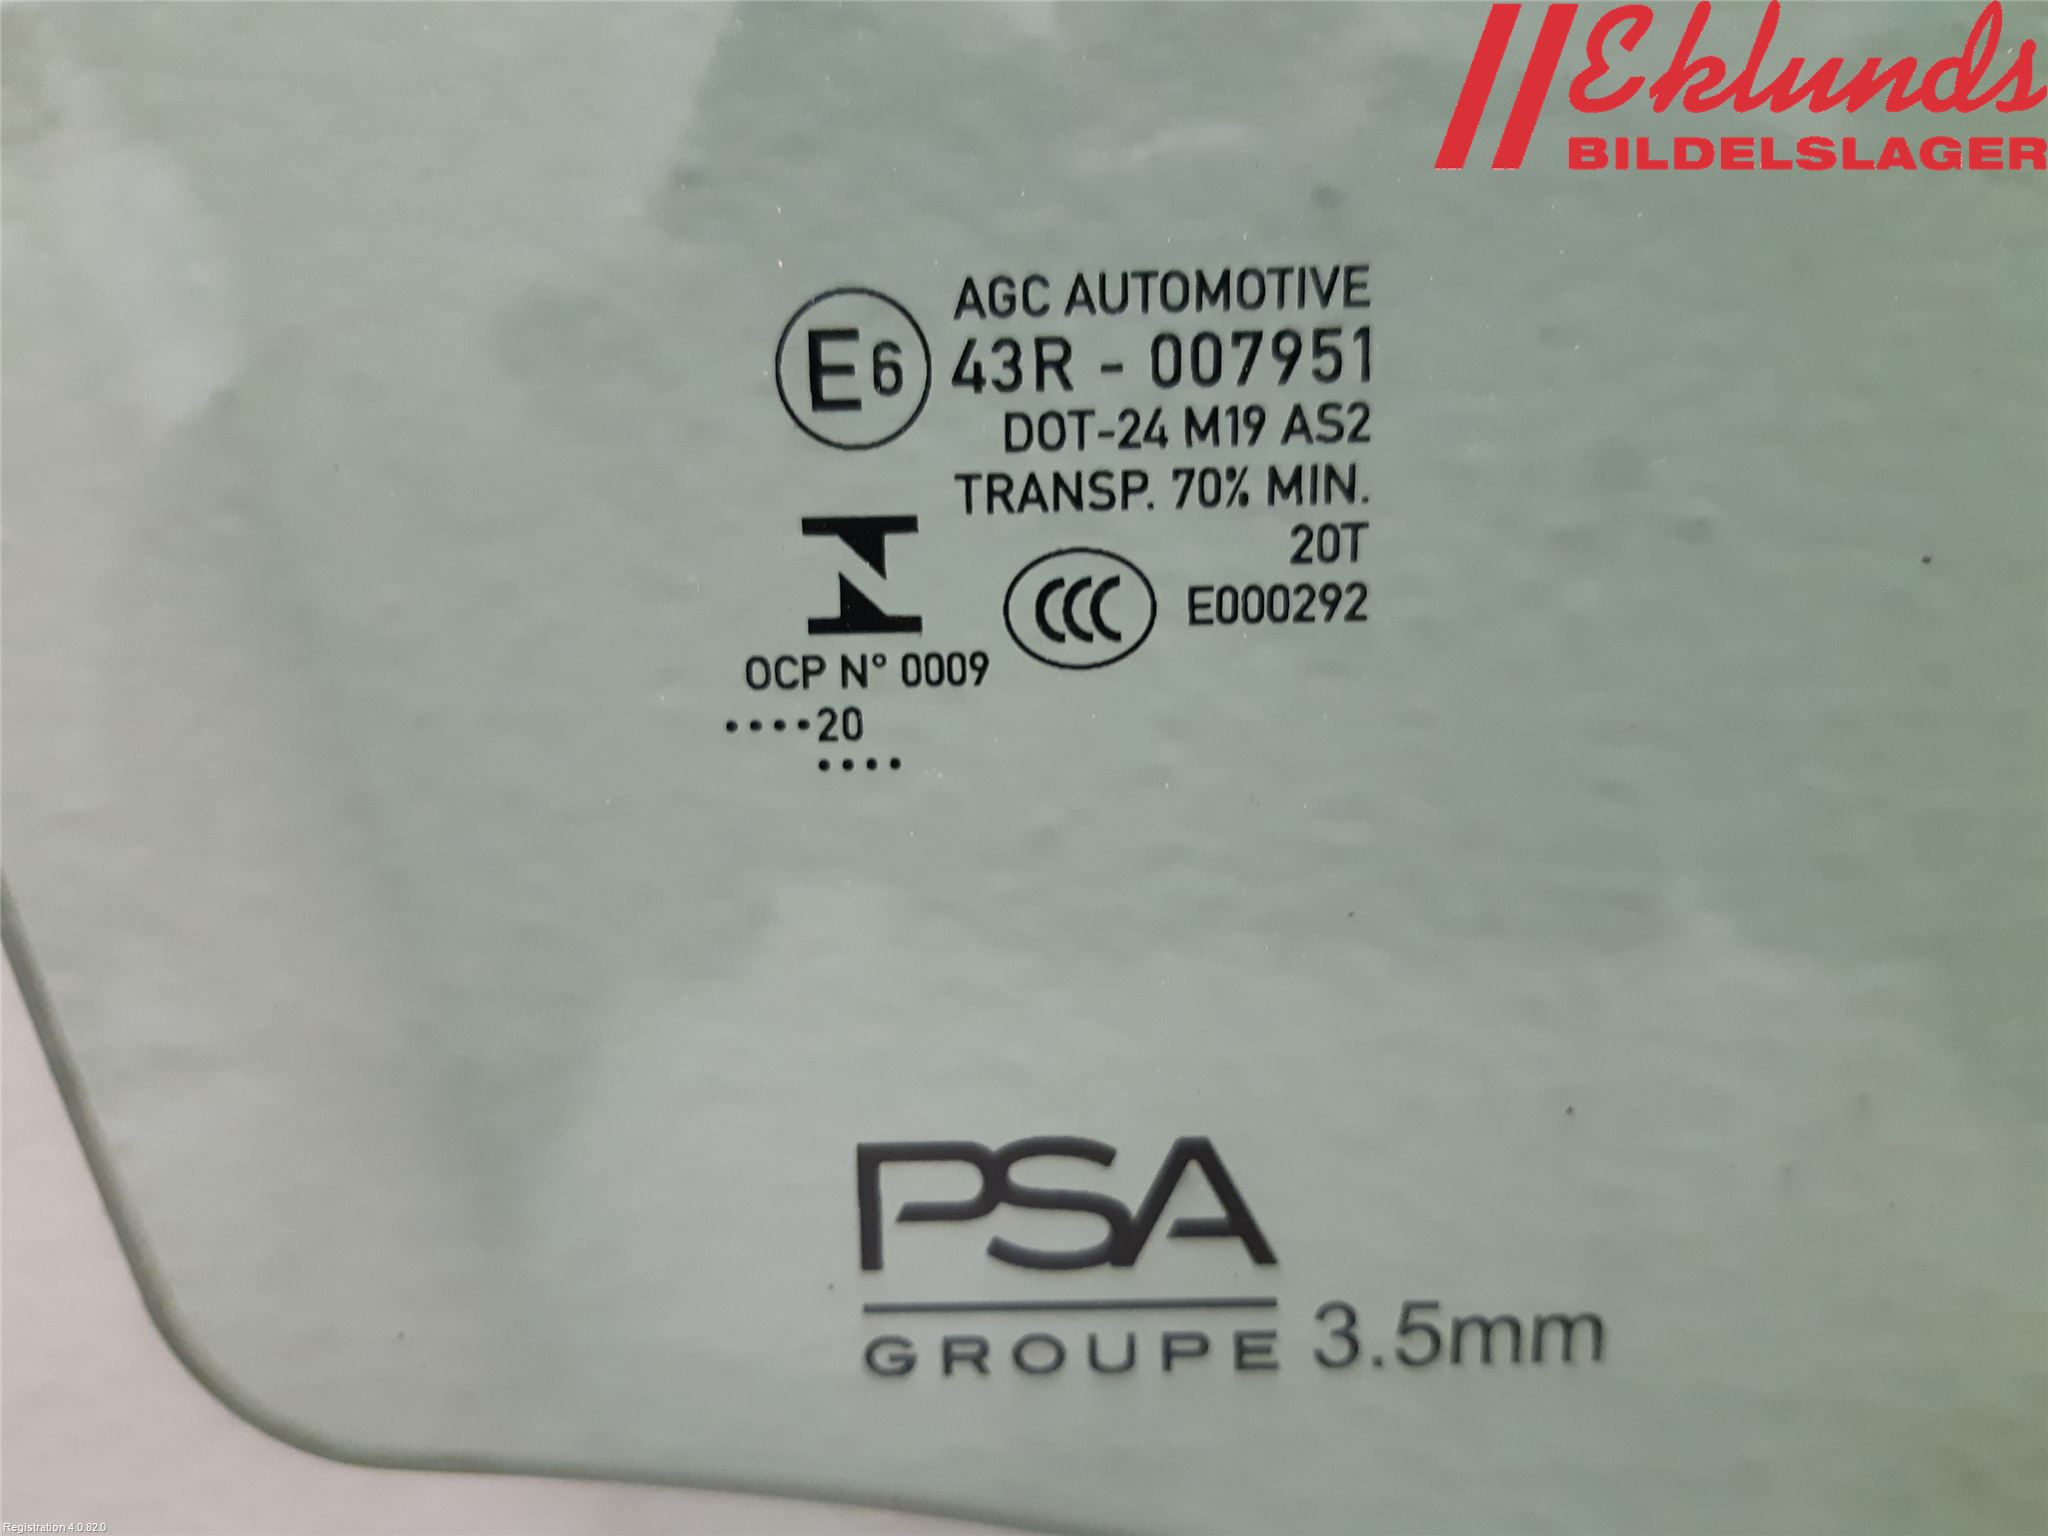 Eklunds
BILDELSLAGER
AGC AUTOMOTIVE
E6 43R - 007951
DOT-24 M19 AS2
TRANSP. 70% MIN.
20T
CCC E000292
OCP N° 0009
....20
....
PSA
GROUPE 3.5mm
Registration 4.0.82.0